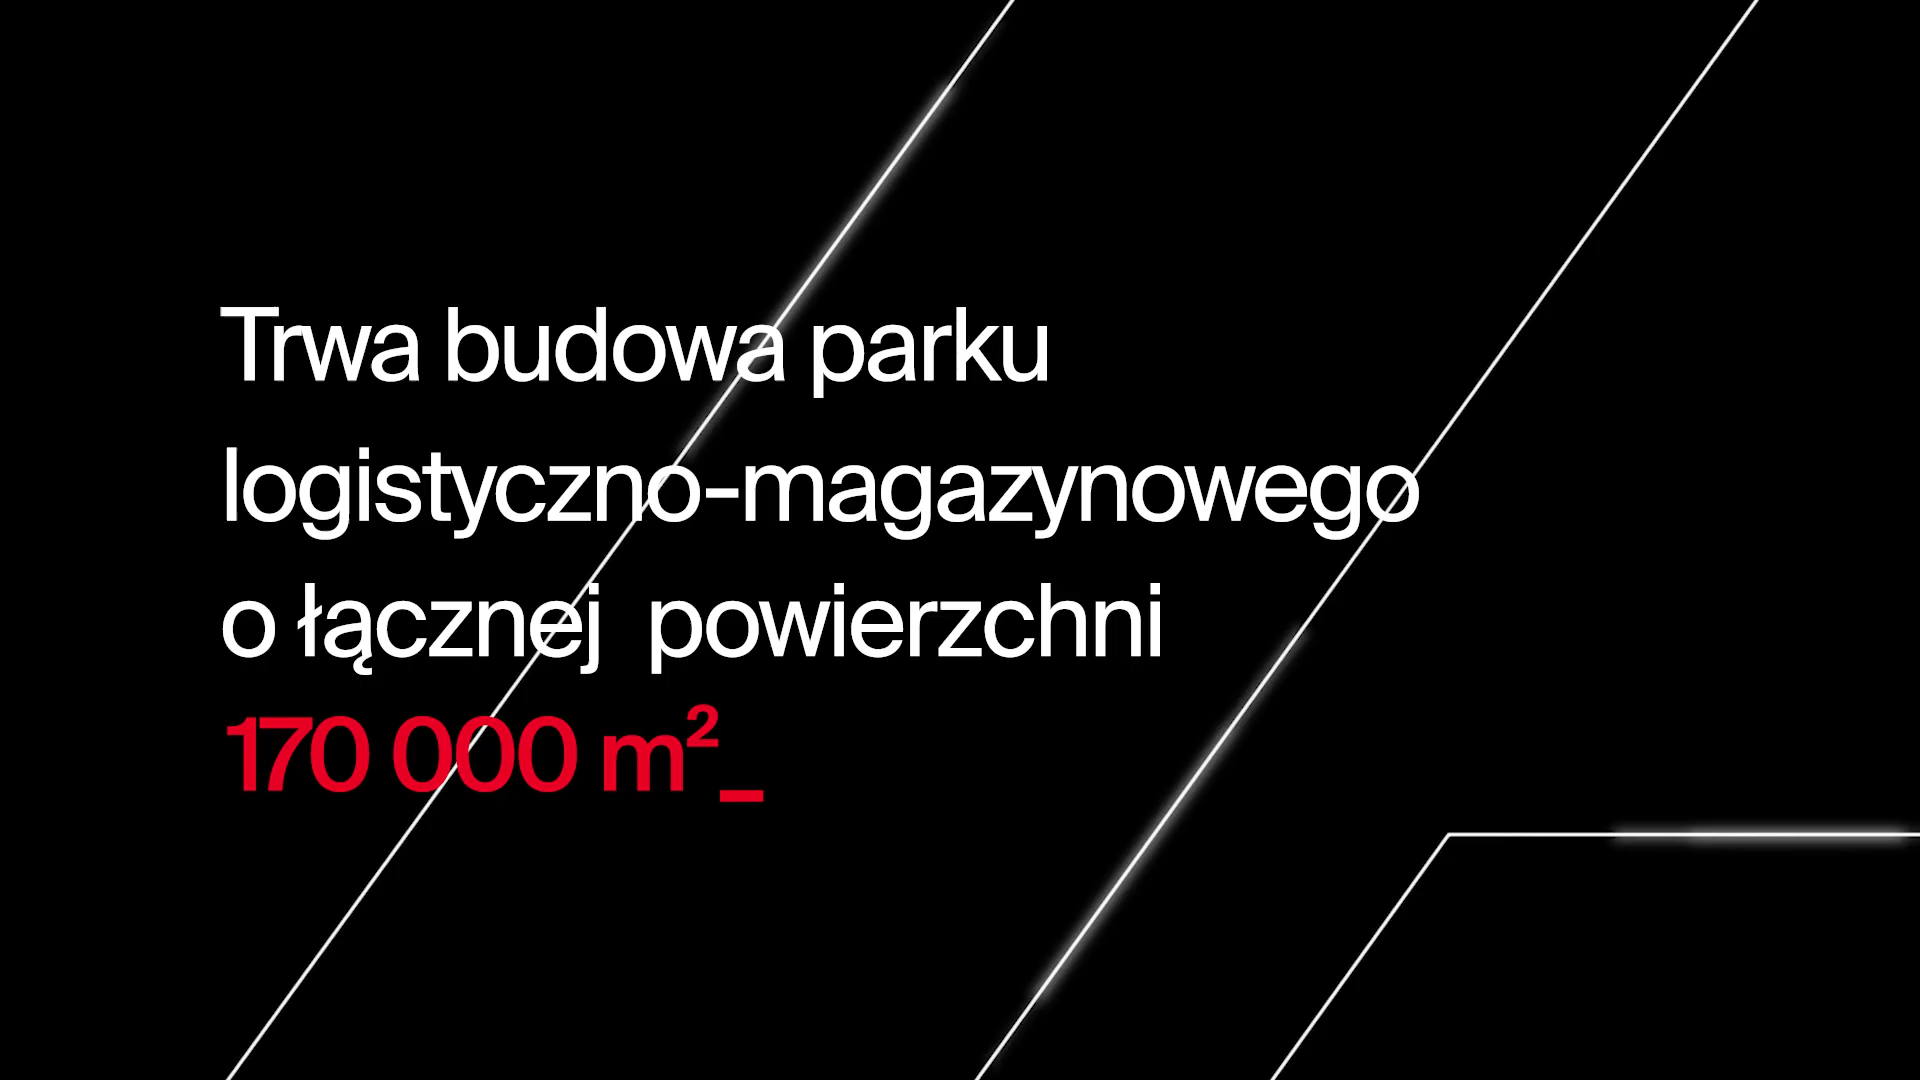 Trwa budowa parku
logistyczno-magazynowego
o łącznej powierzchni
170 000 m²_